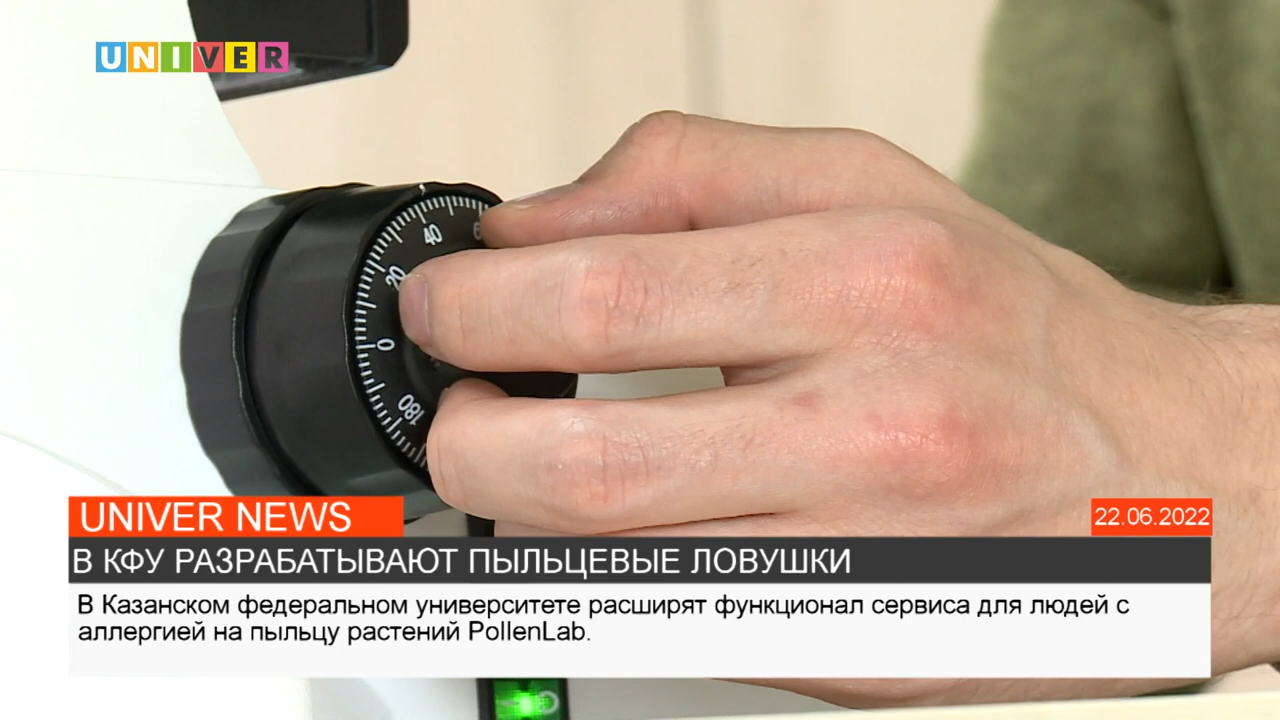 UNIVER
40
20
0
180
UNIVER NEWS
22.06.2022
В КФУ РАЗРАБАТЫВАЮТ ПЫЛЬЦЕВЫЕ ЛОВУШКИ
В Казанском федеральном университете расширят функционал сервиса для людей с
аллергией на пыльцу растений PollenLab.